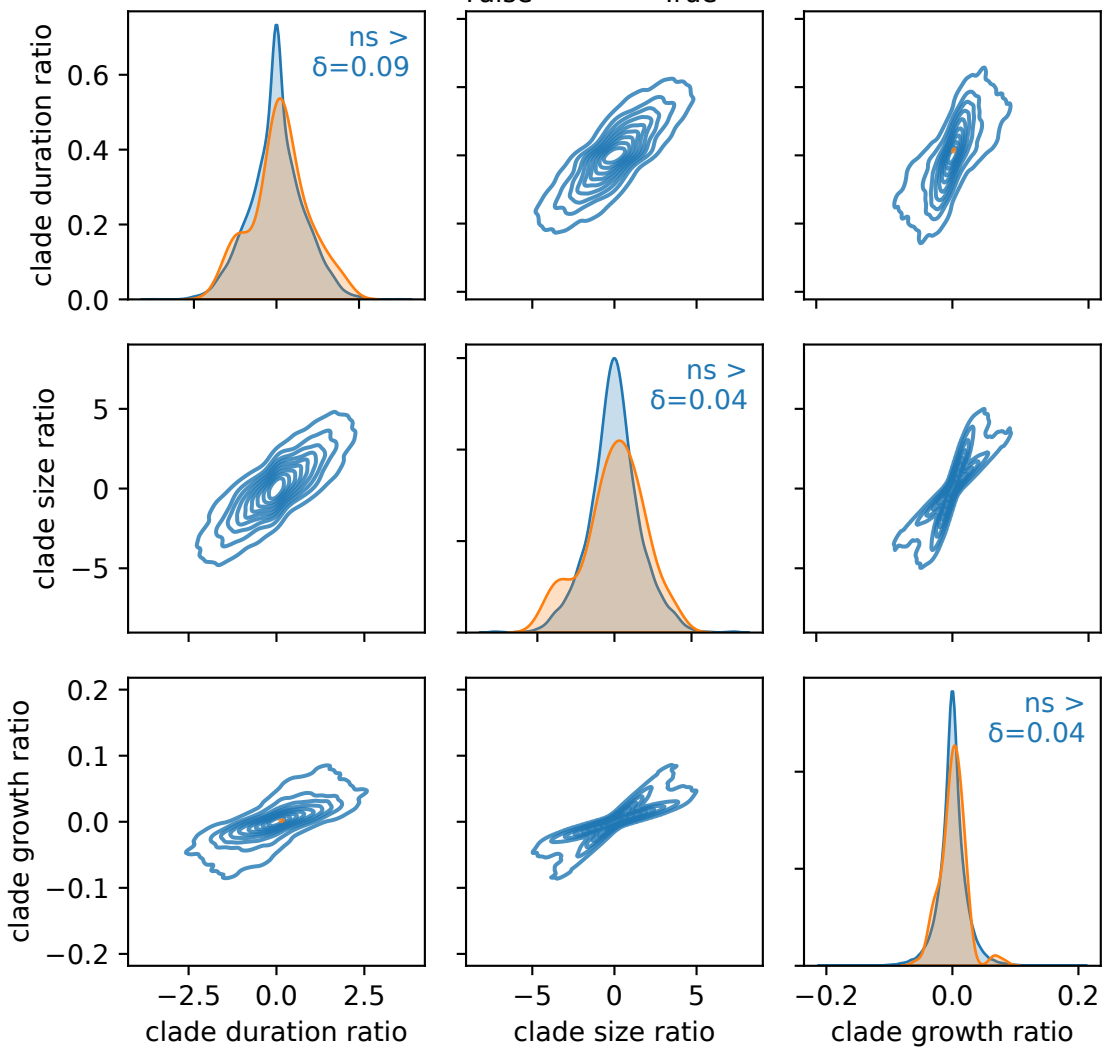 False True
clade duration ratio
0.6
0.4
0.2
0.0
ns >
δ=0.09
clade size ratio
5
0
−5
ns >
δ=0.04
clade growth ratio
0.2
0.1
0.0
−0.1
−0.2
ns >
δ=0.04
−2.5 0.0 2.5
−5 0 5
−0.2 0.0 0.2
clade duration ratio
clade size ratio
clade growth ratio